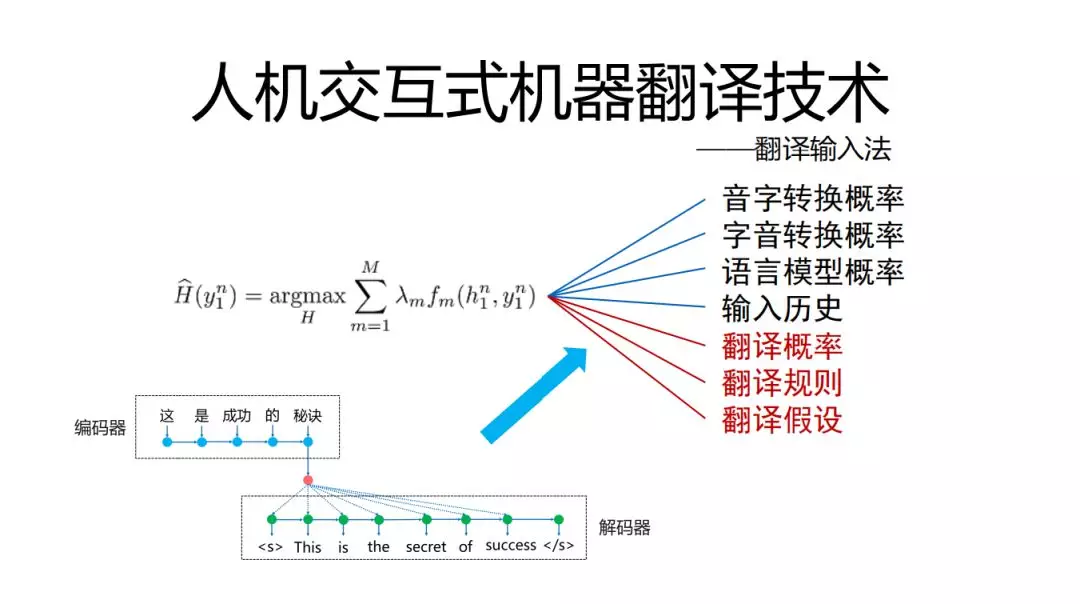 人机交互式机器翻译技术
——翻译输入法
音字转换概率
字音转换概率
语言模型概率
输入历史
翻译概率
翻译规则
翻译假设
$\widehat{H}(y_1^n) = \underset{H}{\operatorname{argmax}} \sum_{m=1}^{M} \lambda_m f_m(h_1^n, y_1^n)$
编码器
这 是 成功 的 秘诀
解码器
<s> This is the secret of success </s>